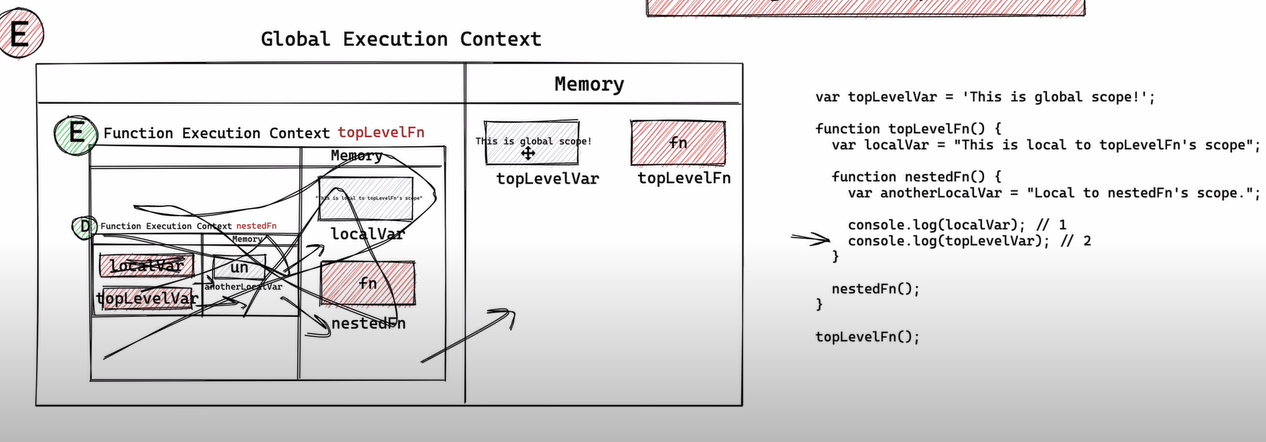 E
Global Execution Context
Memory
E
Function Execution Context topLevelFn
Memory
This is global scope!
topLevelVar
fn
topLevelFn
"This is local to topLevelFn's scope"
localVar
D
Function Execution Context nestedFn
Memory
localVar
un
anotherLocalVar
topLevelVar
fn
nestedFn
var topLevelVar = 'This is global scope!';
function topLevelFn() {
var localVar = "This is local to topLevelFn's scope";
function nestedFn() {
var anotherLocalVar = "Local to nestedFn's scope.";
console.log(localVar); // 1
console.log(topLevelVar); // 2
}
nestedFn();
}
topLevelFn();